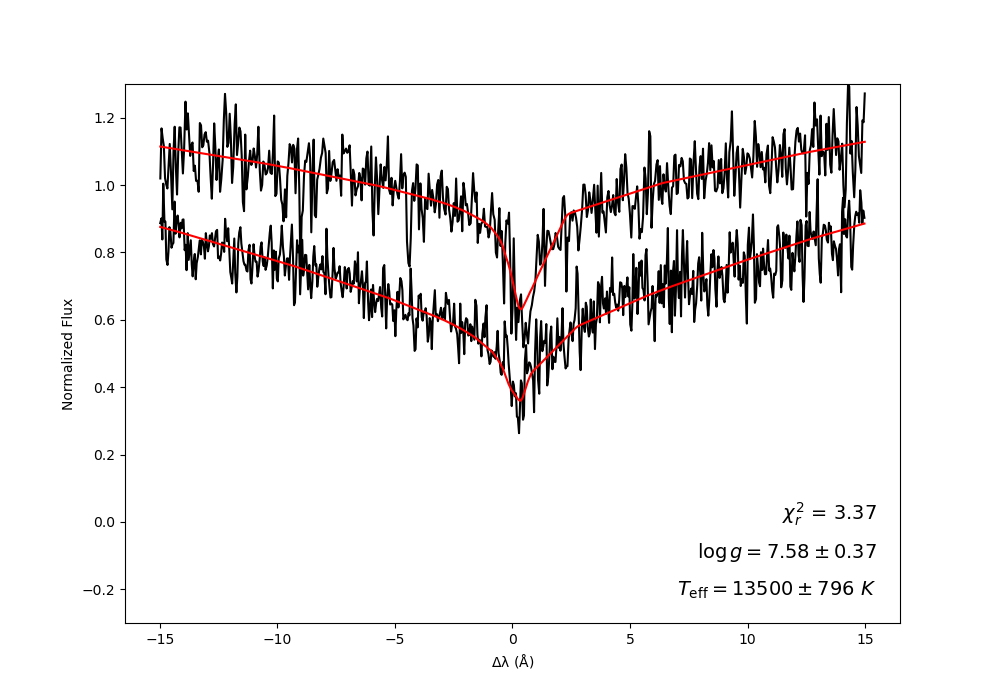 1.2
1.0
0.8
0.6
0.4
0.2
0.0
−0.2
Normalized Flux
χ²ᵣ = 3.37
log g = 7.58 ± 0.37
T_eff = 13500 ± 796 K
−15 −10 −5 0 5 10 15
Δλ (Å)